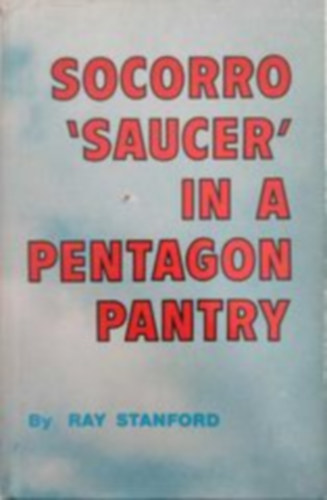 SOCORRO
'SAUCER'
IN A
PENTAGON
PANTRY
By RAY STANFORD